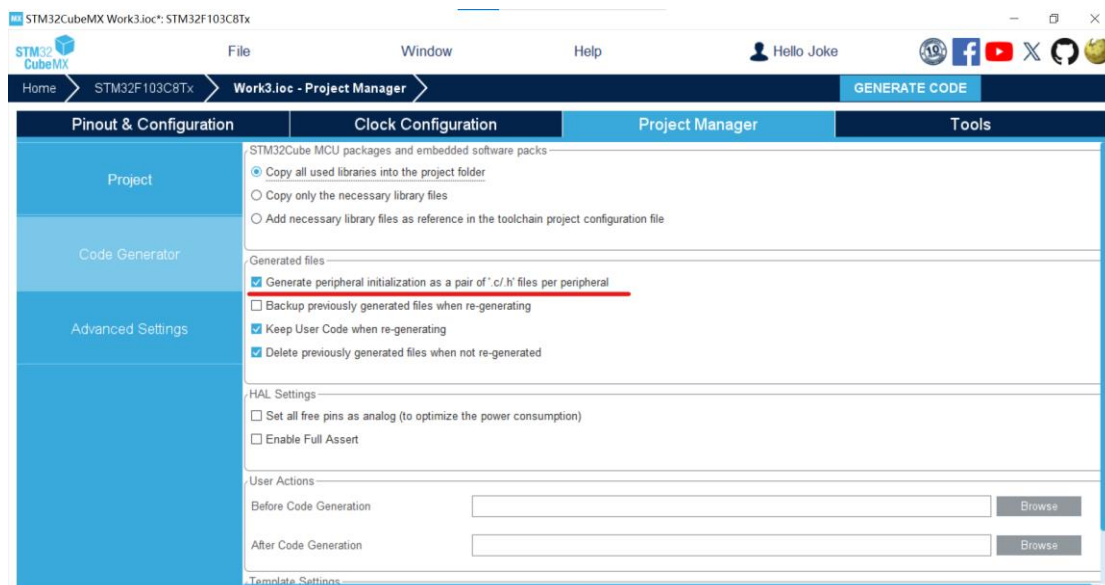 MX STM32CubeMX Work3.ioc*: STM32F103C8Tx
STM32 CubeMX File Window Help Hello Joke
Home STM32F103C8Tx Work3.ioc - Project Manager GENERATE CODE
Pinout & Configuration Clock Configuration Project Manager Tools
Project
Code Generator
Advanced Settings
STM32Cube MCU packages and embedded software packs
Copy all used libraries into the project folder
Copy only the necessary library files
Add necessary library files as reference in the toolchain project configuration file
Generated files
Generate peripheral initialization as a pair of '.c/.h' files per peripheral
Backup previously generated files when re-generating
Keep User Code when re-generating
Delete previously generated files when not re-generated
HAL Settings
Set all free pins as analog (to optimize the power consumption)
Enable Full Assert
User Actions
Before Code Generation Browse
After Code Generation Browse
Template Settings